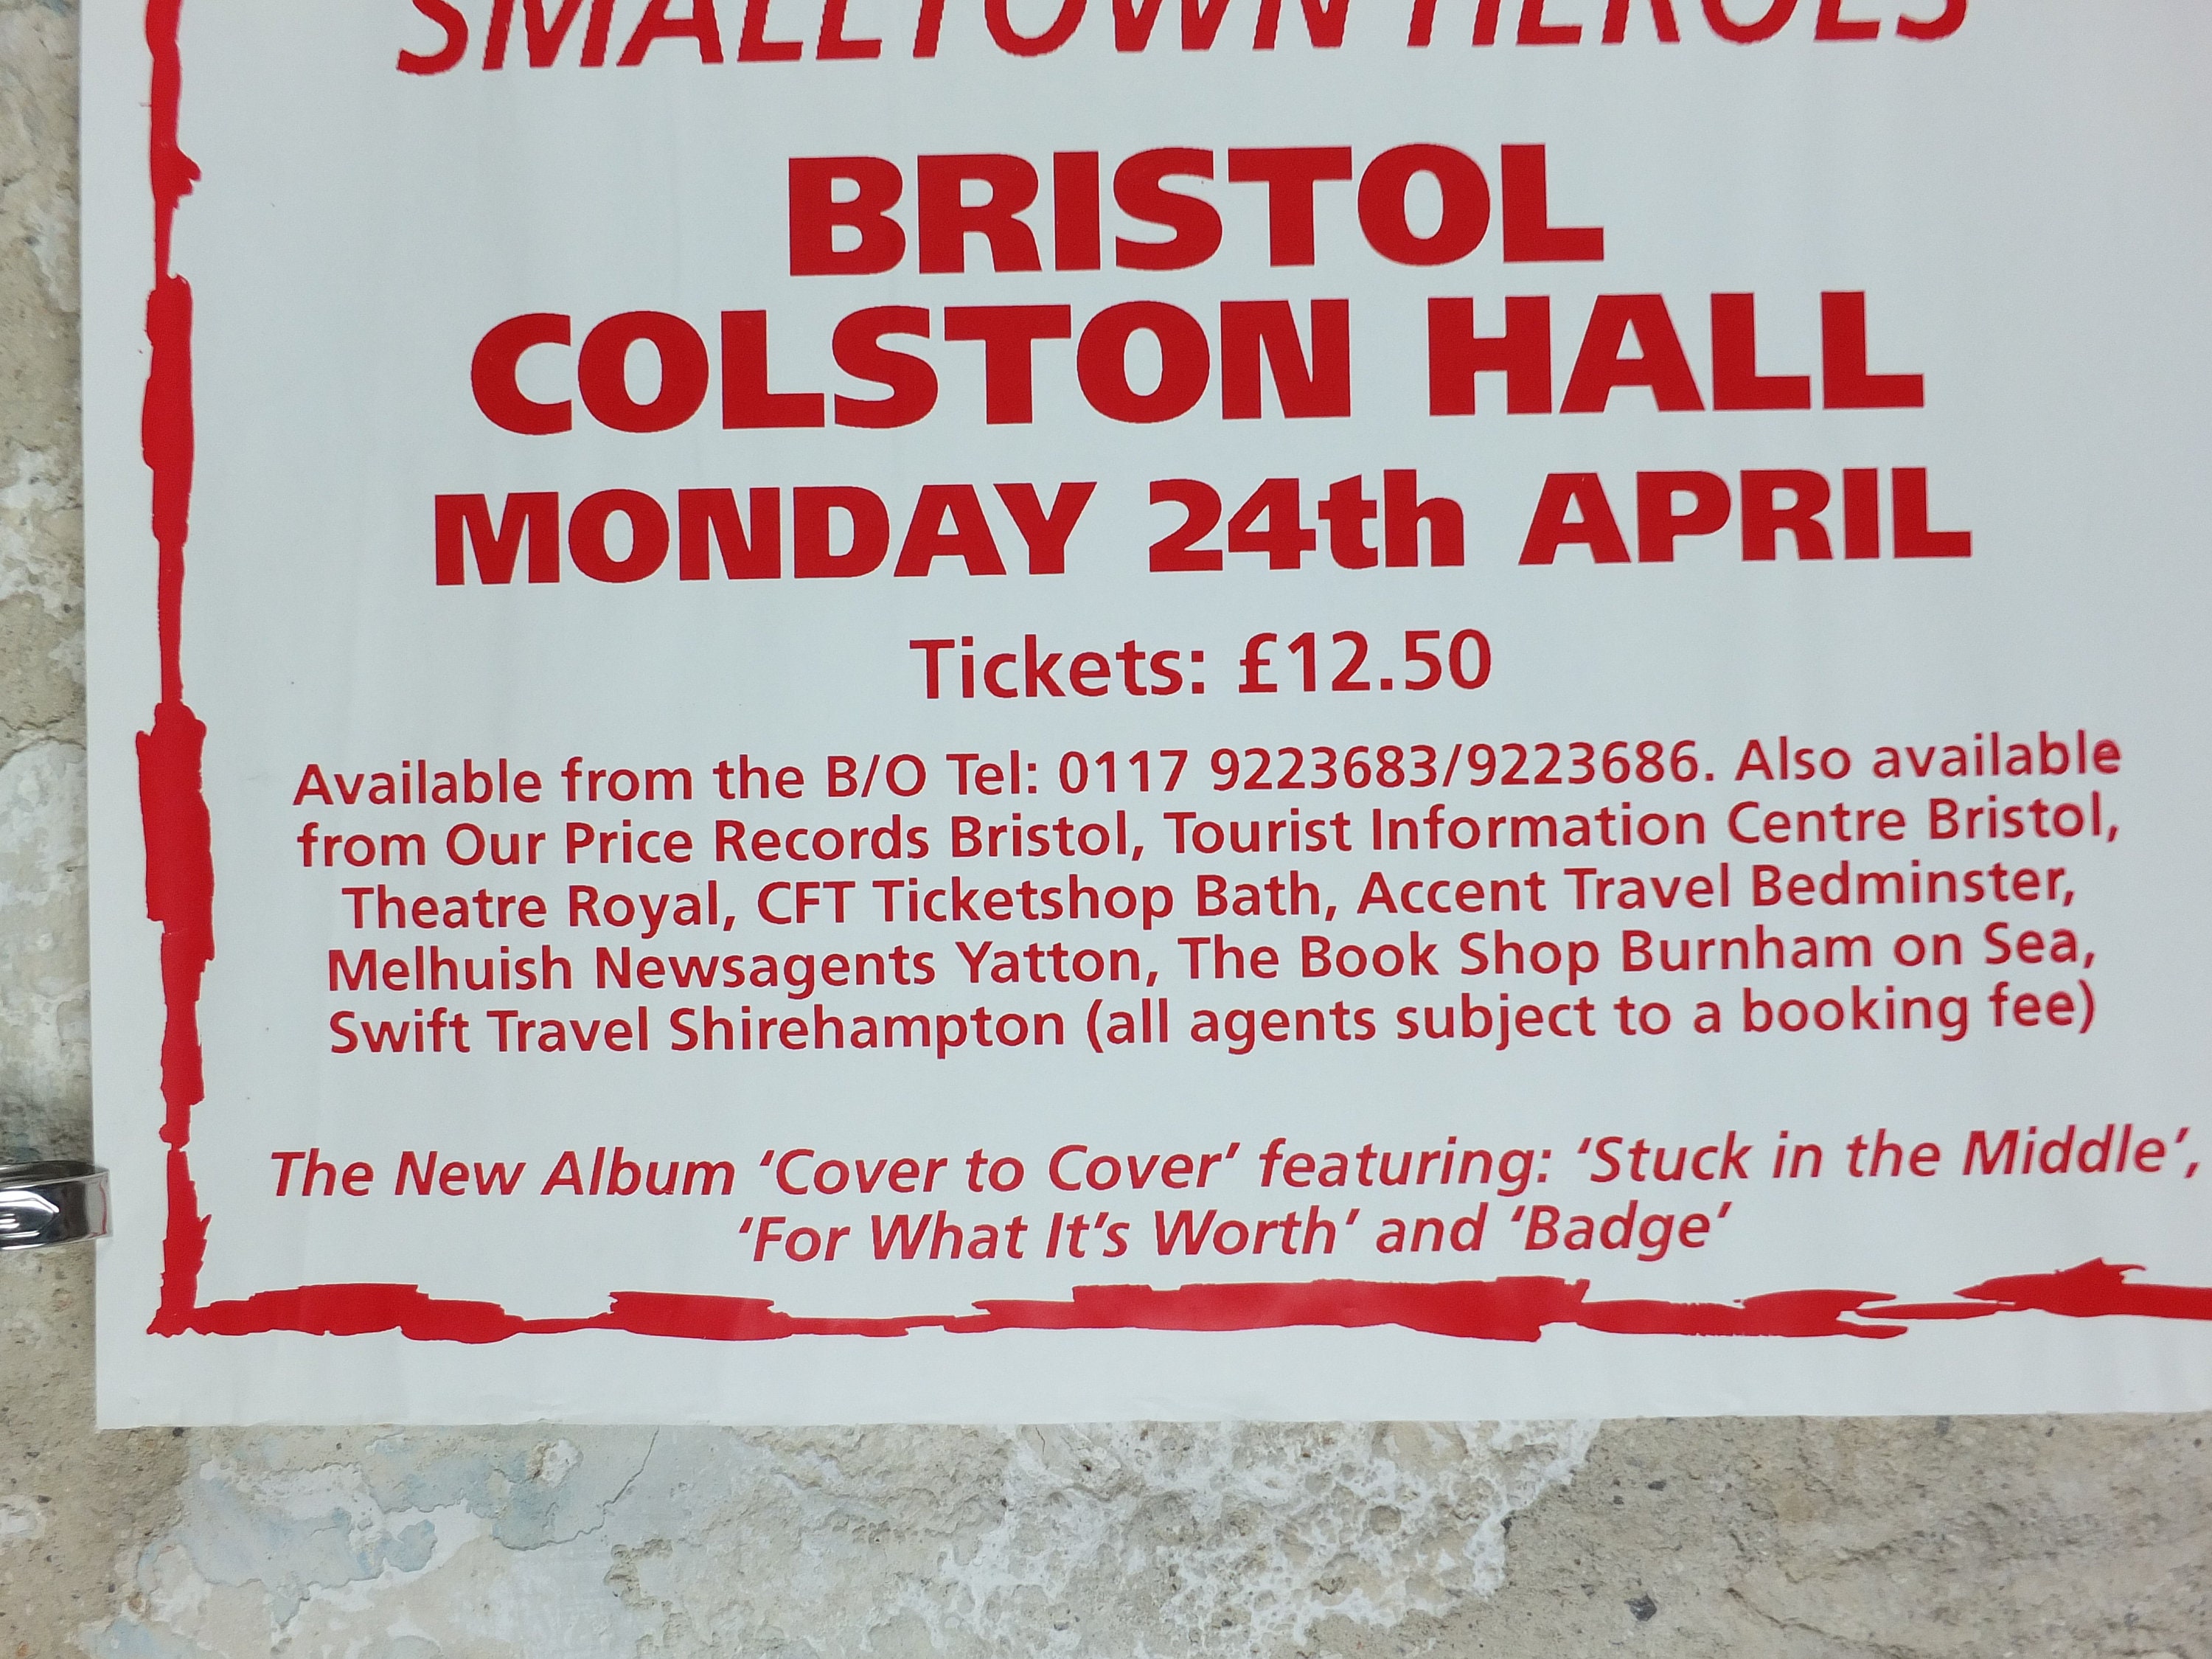 SMALLTOWN HEROES
BRISTOL
COLSTON HALL
MONDAY 24th APRIL
Tickets: £12.50
Available from the B/O Tel: 0117 9223683/9223686. Also available
from Our Price Records Bristol, Tourist Information Centre Bristol,
Theatre Royal, CFT Ticketshop Bath, Accent Travel Bedminster,
Melhuish Newsagents Yatton, The Book Shop Burnham on Sea,
Swift Travel Shirehampton (all agents subject to a booking fee)
The New Album ‘Cover to Cover’ featuring: ‘Stuck in the Middle’,
‘For What It’s Worth’ and ‘Badge’